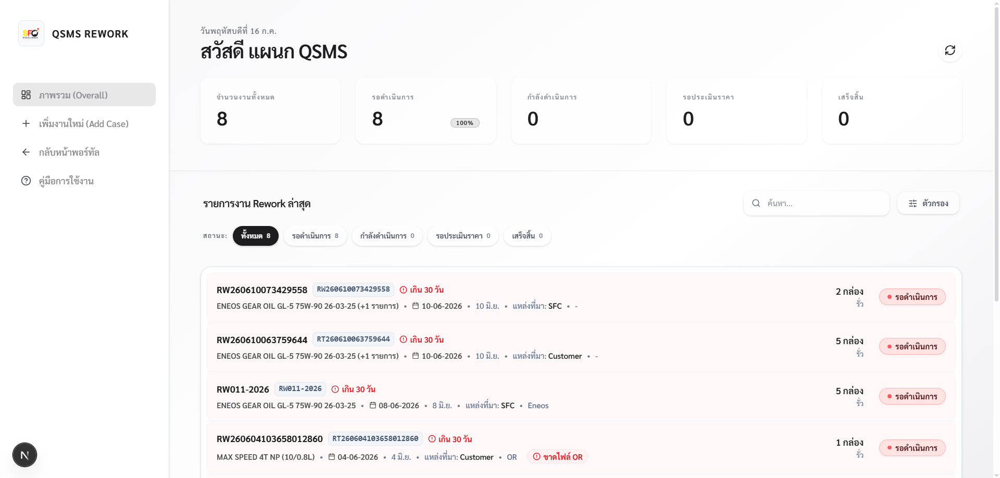 SFC
EXCELLENCE
QSMS REWORK
ภาพรวม (Overall)
เพิ่มงานใหม่ (Add Case)
กลับหน้าพอร์ทัล
คู่มือการใช้งาน
N
วันพฤหัสบดีที่ 16 ก.ค.
สวัสดี แผนก QSMS
จำนวนงานทั้งหมด
8
รอดำเนินการ
8
100%
กำลังดำเนินการ
0
รอประเมินราคา
0
เสร็จสิ้น
0
รายการงาน Rework ล่าสุด
ค้นหา...
ตัวกรอง
สถานะ: ทั้งหมด 8 รอดำเนินการ 8 กำลังดำเนินการ 0 รอประเมินราคา 0 เสร็จสิ้น 0
RW260610073429558 RW260610073429558 เกิน 30 วัน
ENEOS GEAR OIL GL-5 75W-90 26-03-25 (+1 รายการ) • 10-06-2026 • 10 มิ.ย. • แหล่งที่มา: SFC • -
2 กล่อง
รั่ว
• รอดำเนินการ
RW260610063759644 RT260610063759644 เกิน 30 วัน
ENEOS GEAR OIL GL-5 75W-90 26-03-25 (+1 รายการ) • 10-06-2026 • 10 มิ.ย. • แหล่งที่มา: Customer • -
5 กล่อง
รั่ว
• รอดำเนินการ
RW011-2026 RW011-2026 เกิน 30 วัน
ENEOS GEAR OIL GL-5 75W-90 26-03-25 • 08-06-2026 • 8 มิ.ย. • แหล่งที่มา: SFC • Eneos
5 กล่อง
รั่ว
• รอดำเนินการ
RW260604103658012860 RT260604103658012860 เกิน 30 วัน
MAX SPEED 4T NP (10/0.8L) • 04-06-2026 • 4 มิ.ย. • แหล่งที่มา: Customer • OR ขาดไฟล์ OR
1 กล่อง
รั่ว
• รอดำเนินการ